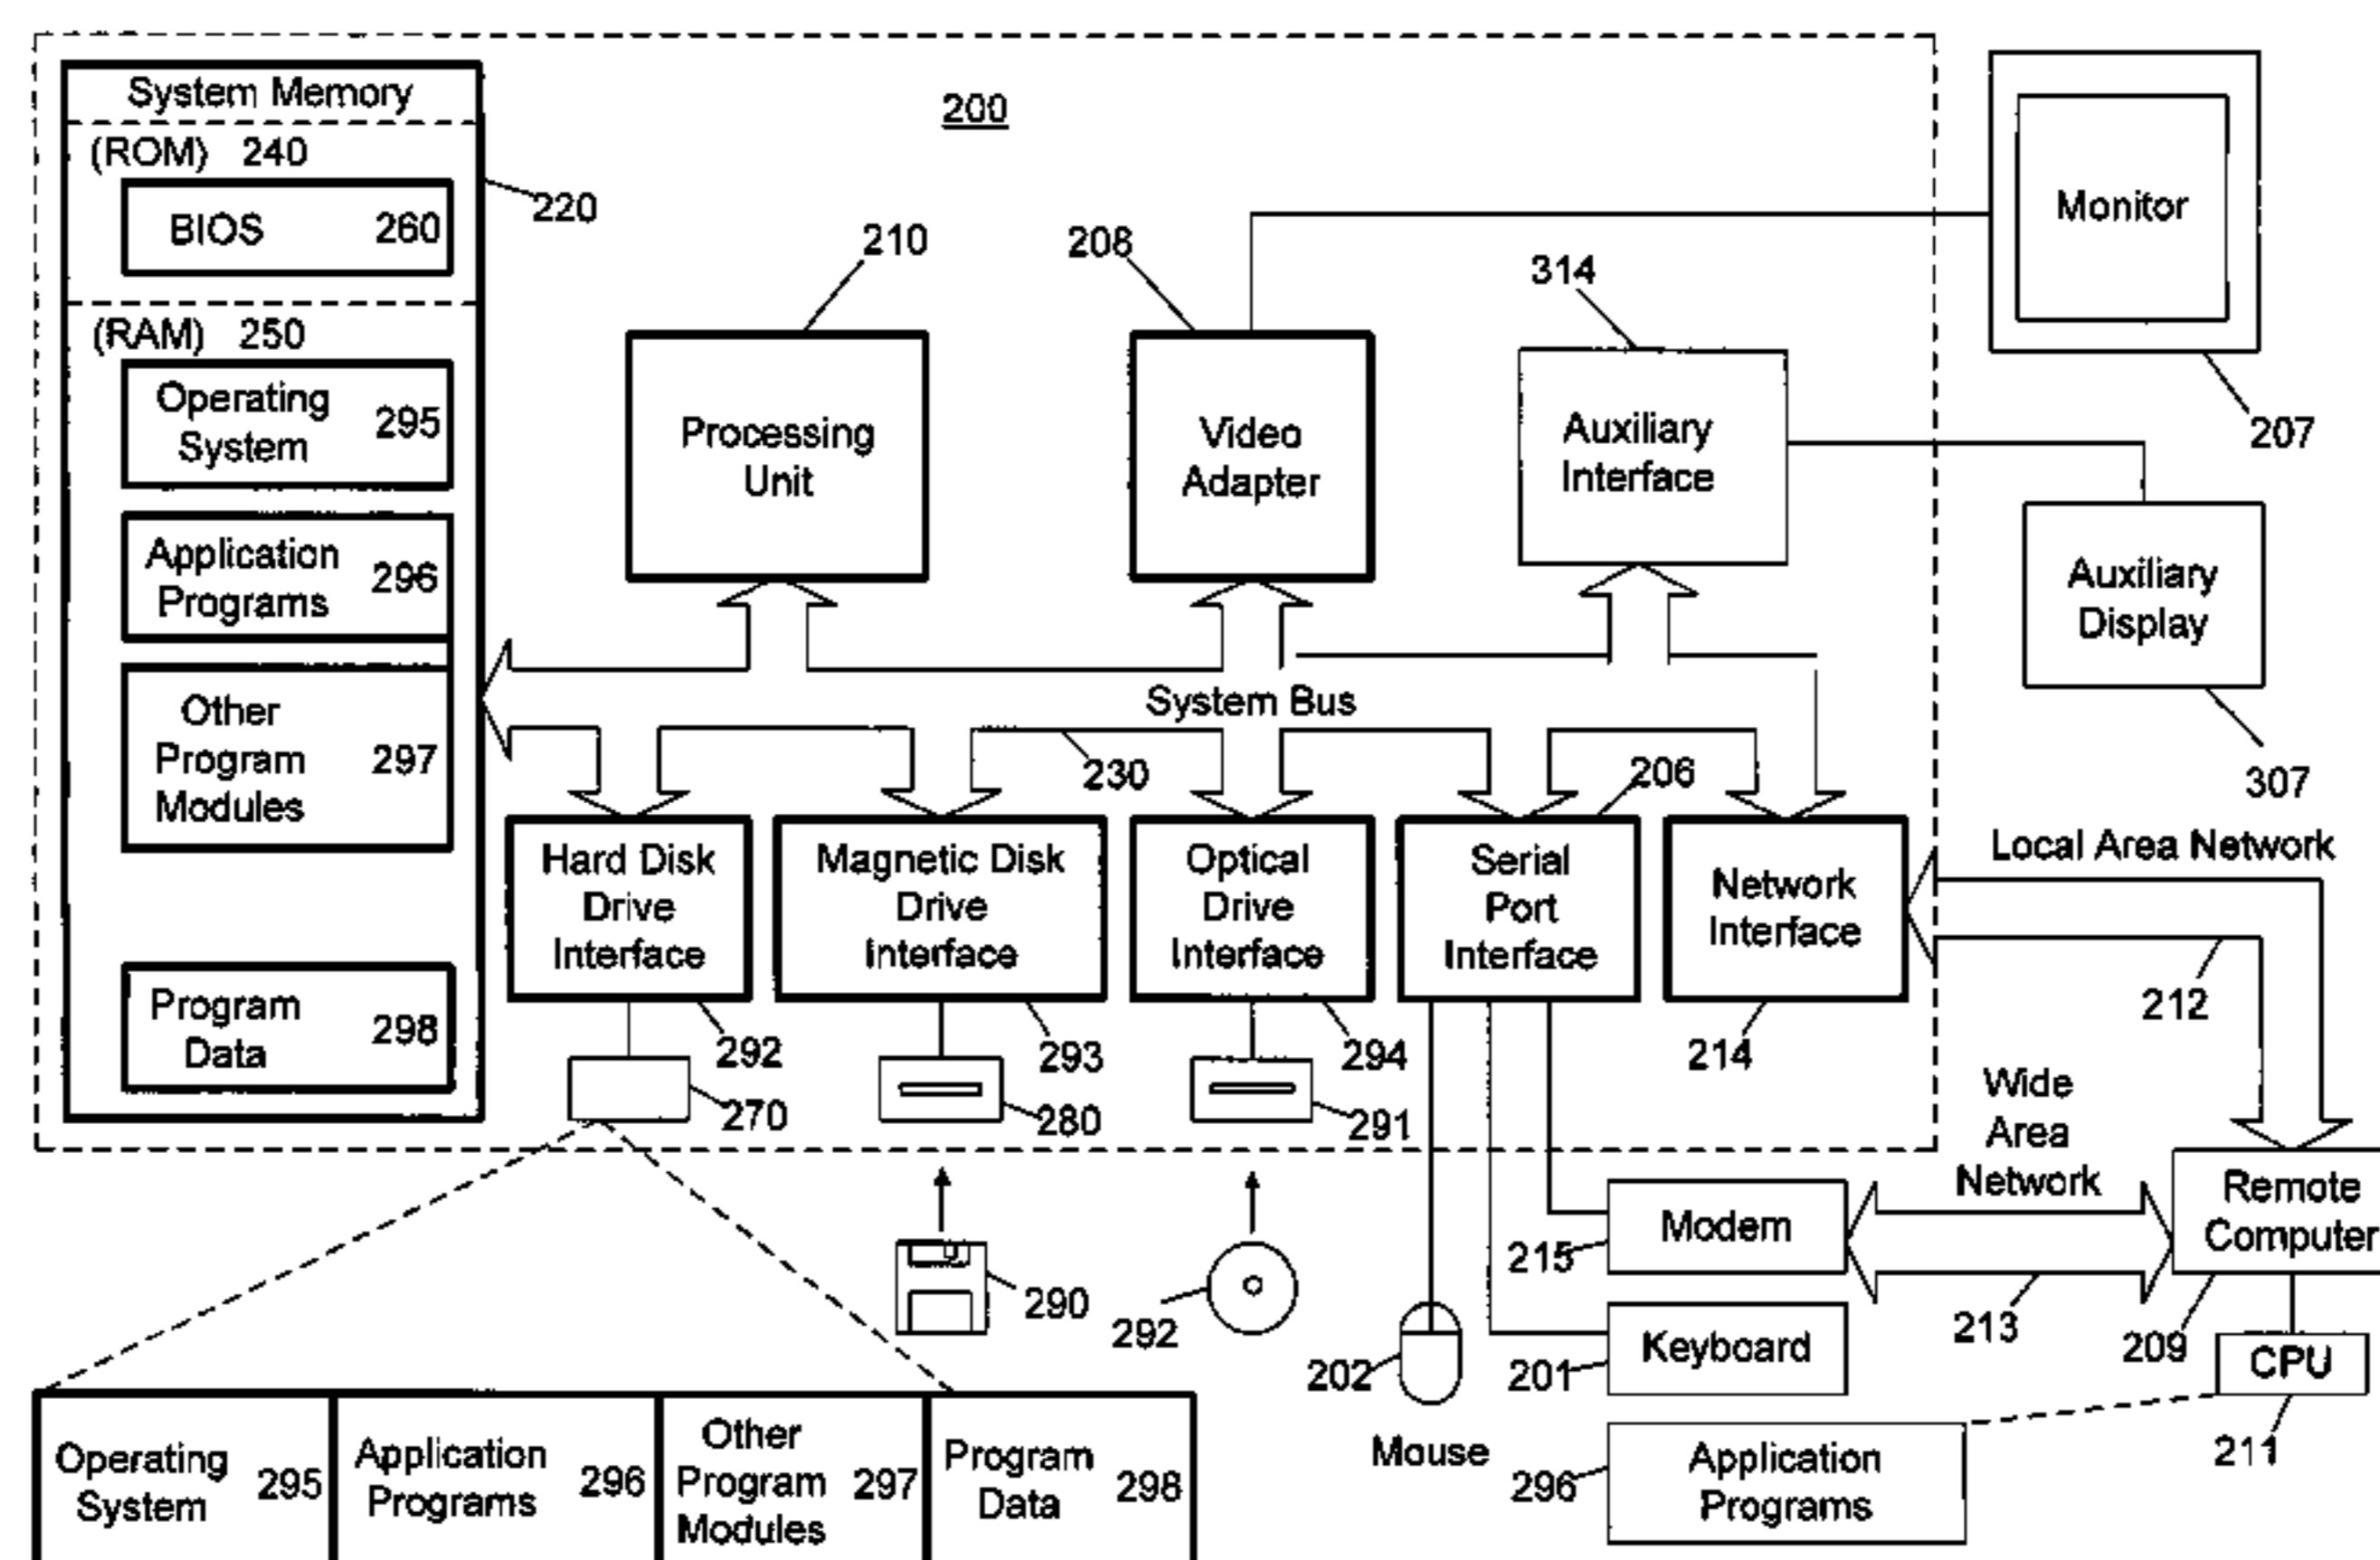 System Memory
(ROM) 240
BIOS 260
220
(RAM) 250
Operating
System
295
Application
Programs
296
Other
Program
Modules
297
Program
Data
298
200
210
Processing
Unit
208
Video
Adapter
314
Auxiliary
Interface
Monitor
207
Auxiliary
Display
307
System Bus
230
206
Hard Disk
Drive
Interface
292
Magnetic Disk
Drive
Interface
293
Optical
Drive
Interface
294
Serial
Port
Interface
Network
Interface
214
Local Area Network
212
270
280
291
Wide
Area
Network
Remote
Computer
Modem
215
290
292
202
Mouse
Keyboard
201
213
209
CPU
211
Operating
System
295
Application
Programs
296
Other
Program
Modules
297
Program
Data
298
296
Application
Programs